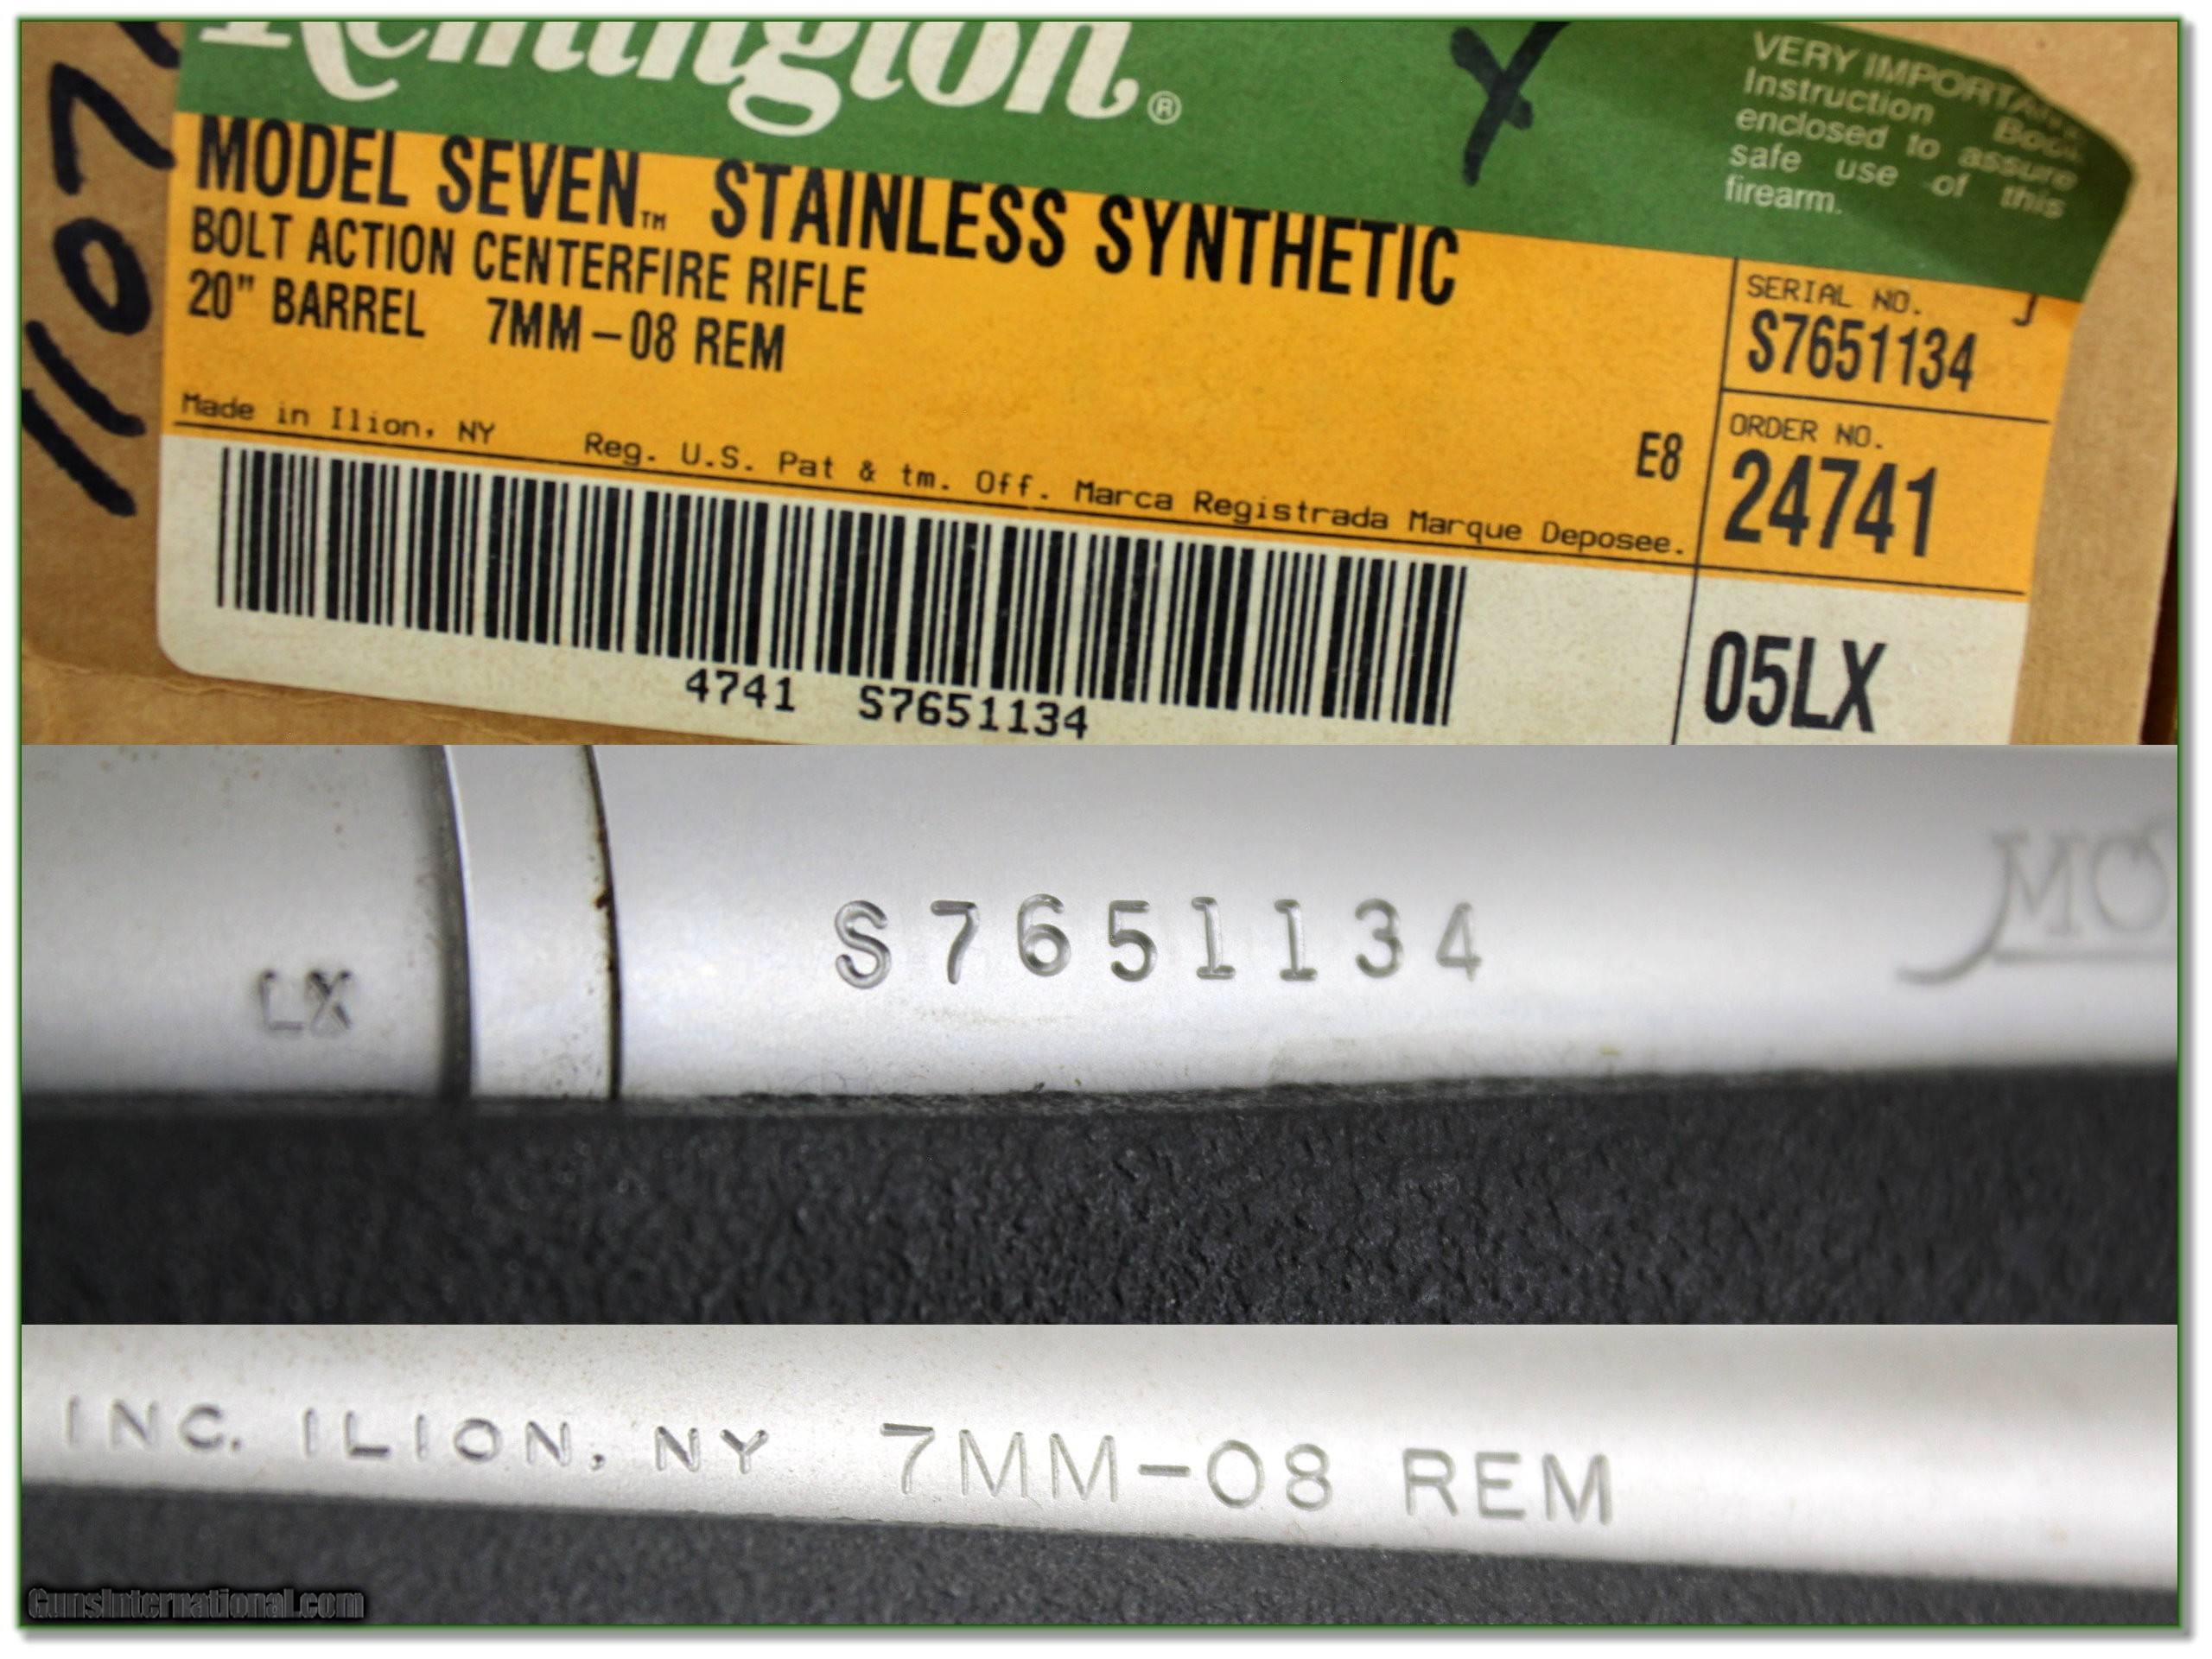 Remington®
VERY IMPORTANT
Instruction Book
enclosed to assure
safe use of this
firearm.
1107
MODEL SEVEN™ STAINLESS SYNTHETIC
BOLT ACTION CENTERFIRE RIFLE
20" BARREL 7MM-08 REM
SERIAL NO.
S7651134
Made in Ilion, NY Reg. U.S. Pat & tm. Off. Marca Registrada Marque Deposee.
E8
ORDER NO.
24741
4741 S7651134
05LX
LX
S7651134
MO
INC. ILION, NY 7MM-08 REM
GunsInternational.com